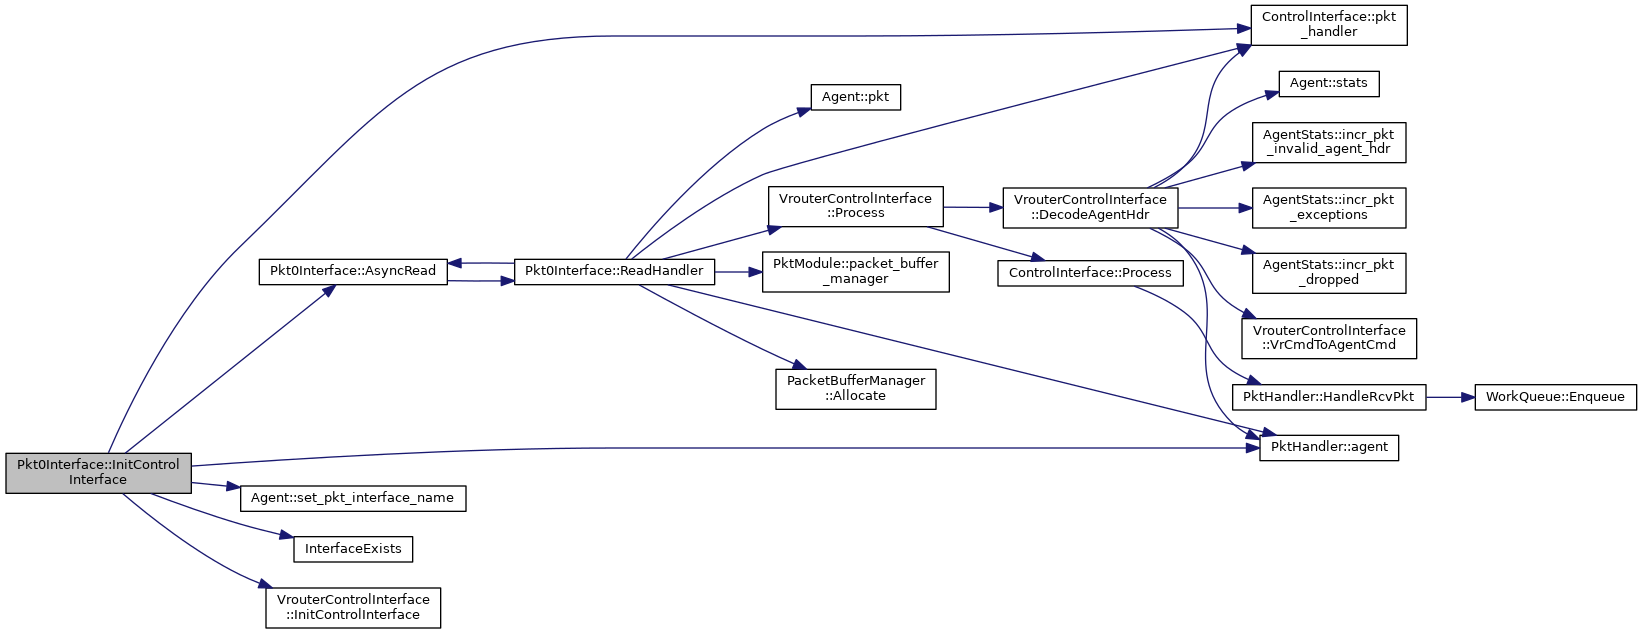 ControlInterface::pkt
_handler
Agent::stats
Agent::pkt
AgentStats::incr_pkt
_invalid_agent_hdr
VrouterControlInterface
::Process
VrouterControlInterface
::DecodeAgentHdr
AgentStats::incr_pkt
_exceptions
Pkt0Interface::AsyncRead
Pkt0Interface::ReadHandler
PktModule::packet_buffer
_manager
ControlInterface::Process
AgentStats::incr_pkt
_dropped
VrouterControlInterface
::VrCmdToAgentCmd
PacketBufferManager
::Allocate
PktHandler::HandleRcvPkt
WorkQueue::Enqueue
PktHandler::agent
Pkt0Interface::InitControl
Interface
Agent::set_pkt_interface_name
InterfaceExists
VrouterControlInterface
::InitControlInterface